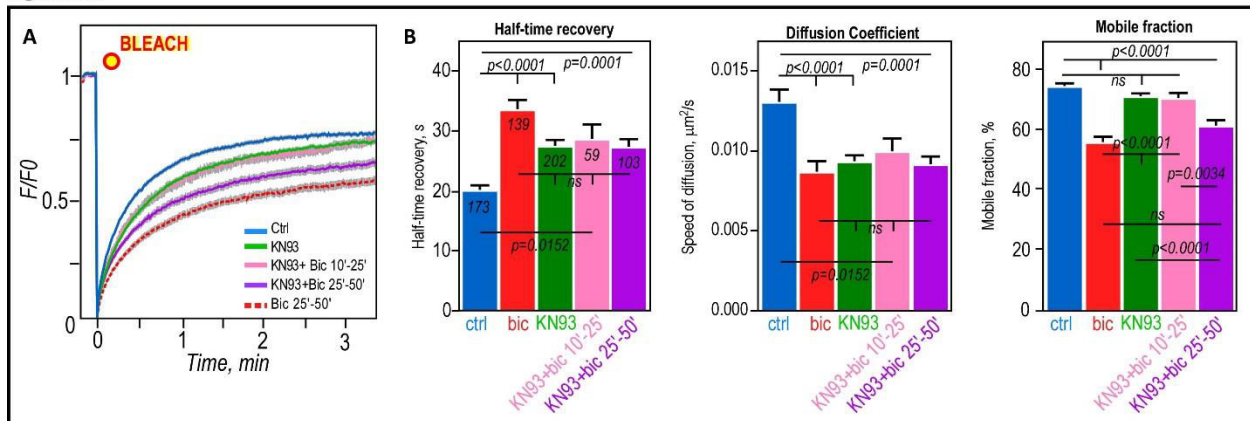 A
BLEACH
F/F0
1
0.5
0
0
1
2
3
Time, min
Ctrl
KN93
KN93+ Bic 10'-25'
KN93+Bic 25'-50'
Bic 25'-50'
B
Half-time recovery
p<0.0001
p=0.0001
Half-time recovery, s
40
30
20
10
0
173
139
202
59
103
ns
p=0.0152
ctrl
bic
KN93
KN93+bic 10'-25'
KN93+bic 25'-50'
Diffusion Coefficient
p<0.0001
p=0.0001
Speed of diffusion, μm²/s
0.015
0.010
0.005
0.000
ns
p=0.0152
ctrl
bic
KN93
KN93+bic 10'-25'
KN93+bic 25'-50'
Mobile fraction
p<0.0001
ns
Mobile fraction, %
80
60
40
20
0
p<0.0001
p=0.0034
ns
p<0.0001
ctrl
bic
KN93
KN93+bic 10'-25'
KN93+bic 25'-50'